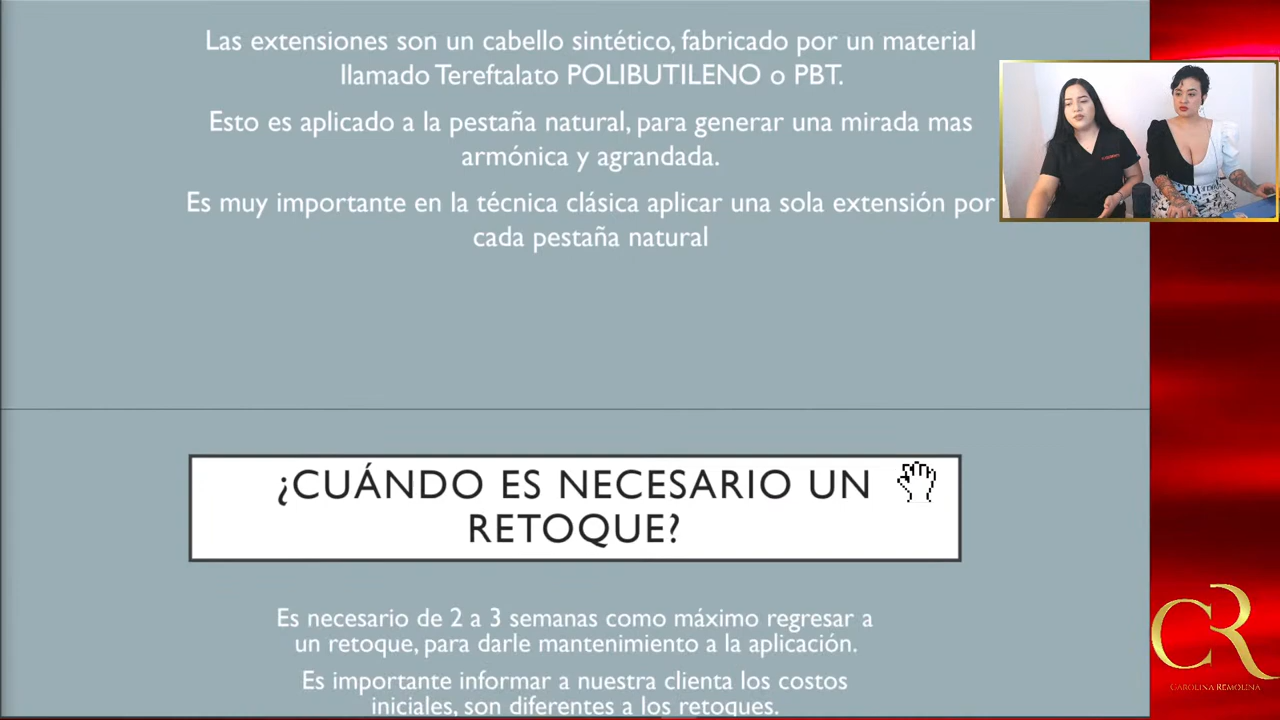 Las extensiones son un cabello sintético, fabricado por un material
llamado Tereftalato POLIBUTILENO o PBT.
Esto es aplicado a la pestaña natural, para generar una mirada mas
armónica y agrandada.
Es muy importante en la técnica clásica aplicar una sola extensión por
cada pestaña natural
¿CUÁNDO ES NECESARIO UN
RETOQUE?
Es necesario de 2 a 3 semanas como máximo regresar a
un retoque, para darle mantenimiento a la aplicación.
Es importante informar a nuestra clienta los costos
iniciales, son diferentes a los retoques.
CR
CAROLINA REMOLINA